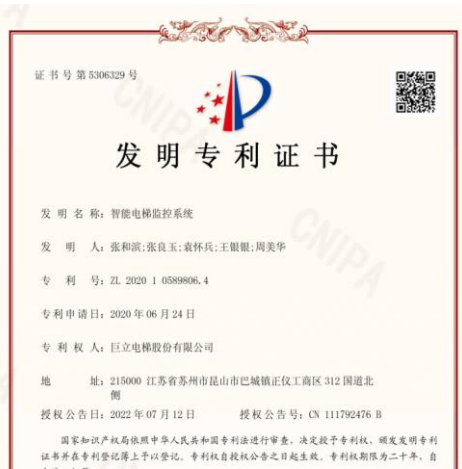 证书号第5306329号
CNIPA
发明专利证书
发 明 名 称：智能电梯监控系统
CNIPA
发 明 人：张和滨;张良玉;袁怀兵;王银银;周美华
专 利 号：ZL 2020 1 0589806.4
专利申请日：2020年06月24日
专 利 权 人：巨立电梯股份有限公司
地 址：215000 江苏省苏州市昆山市巴城镇正仪工商区312国道北
侧
授权公告日：2022年07月12日 授权公告号：CN 111792476 B
国家知识产权局依照中华人民共和国专利法进行审查，决定授予专利权，颁发发明专利
证书并在专利登记簿上予以登记。专利权自授权公告之日起生效。专利权期限为二十年，自